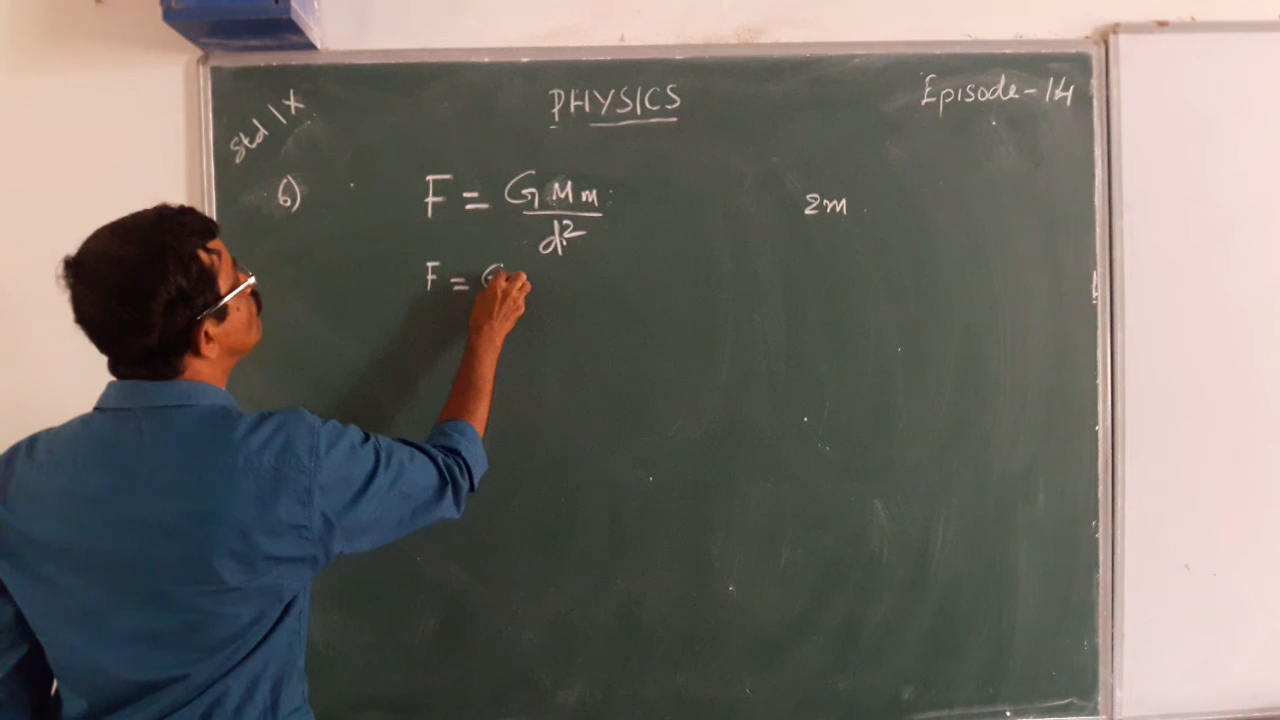 PHYSICS
Episode-14
Std IX
6)
F = GMm
d²
2m
F = G